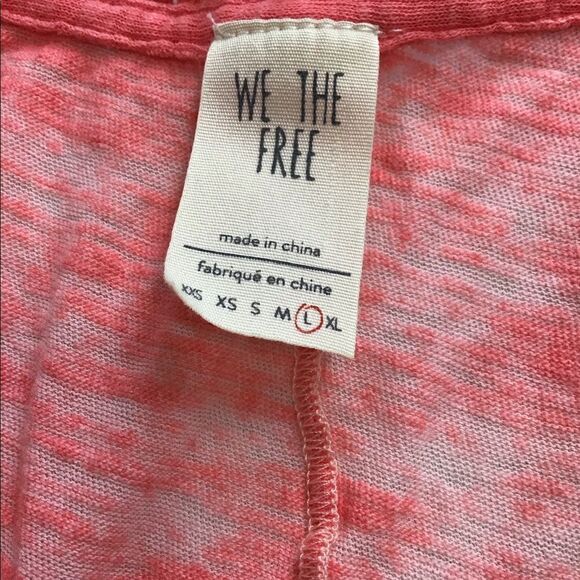 WE THE
FREE
made in china
fabriqué en chine
XXS XS S M L XL